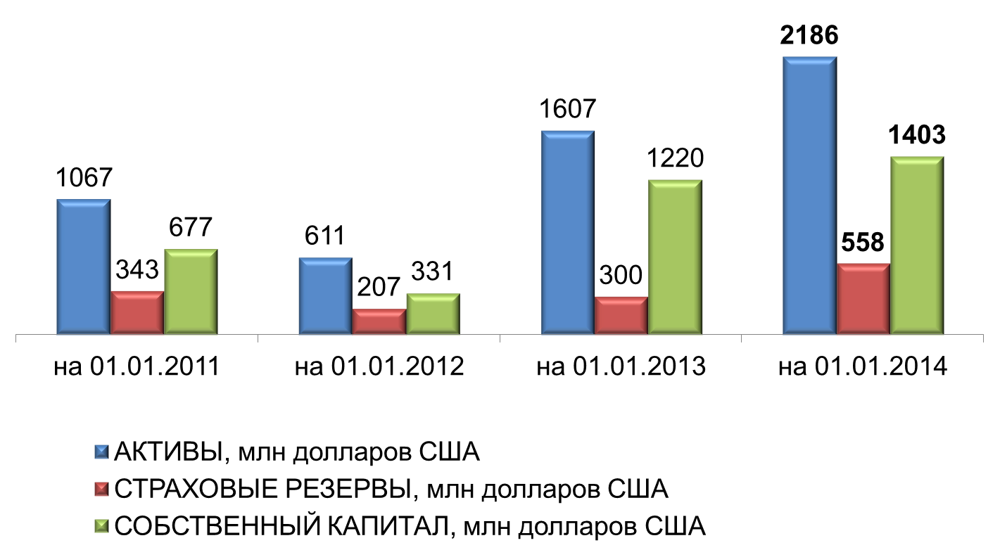 2186
1607
1403
1220
1067
677
611
558
343
331
300
207
на 01.01.2011
на 01.01.2012
на 01.01.2013
на 01.01.2014
АКТИВЫ, млн долларов США
СТРАХОВЫЕ РЕЗЕРВЫ, млн долларов США
СОБСТВЕННЫЙ КАПИТАЛ, млн долларов США